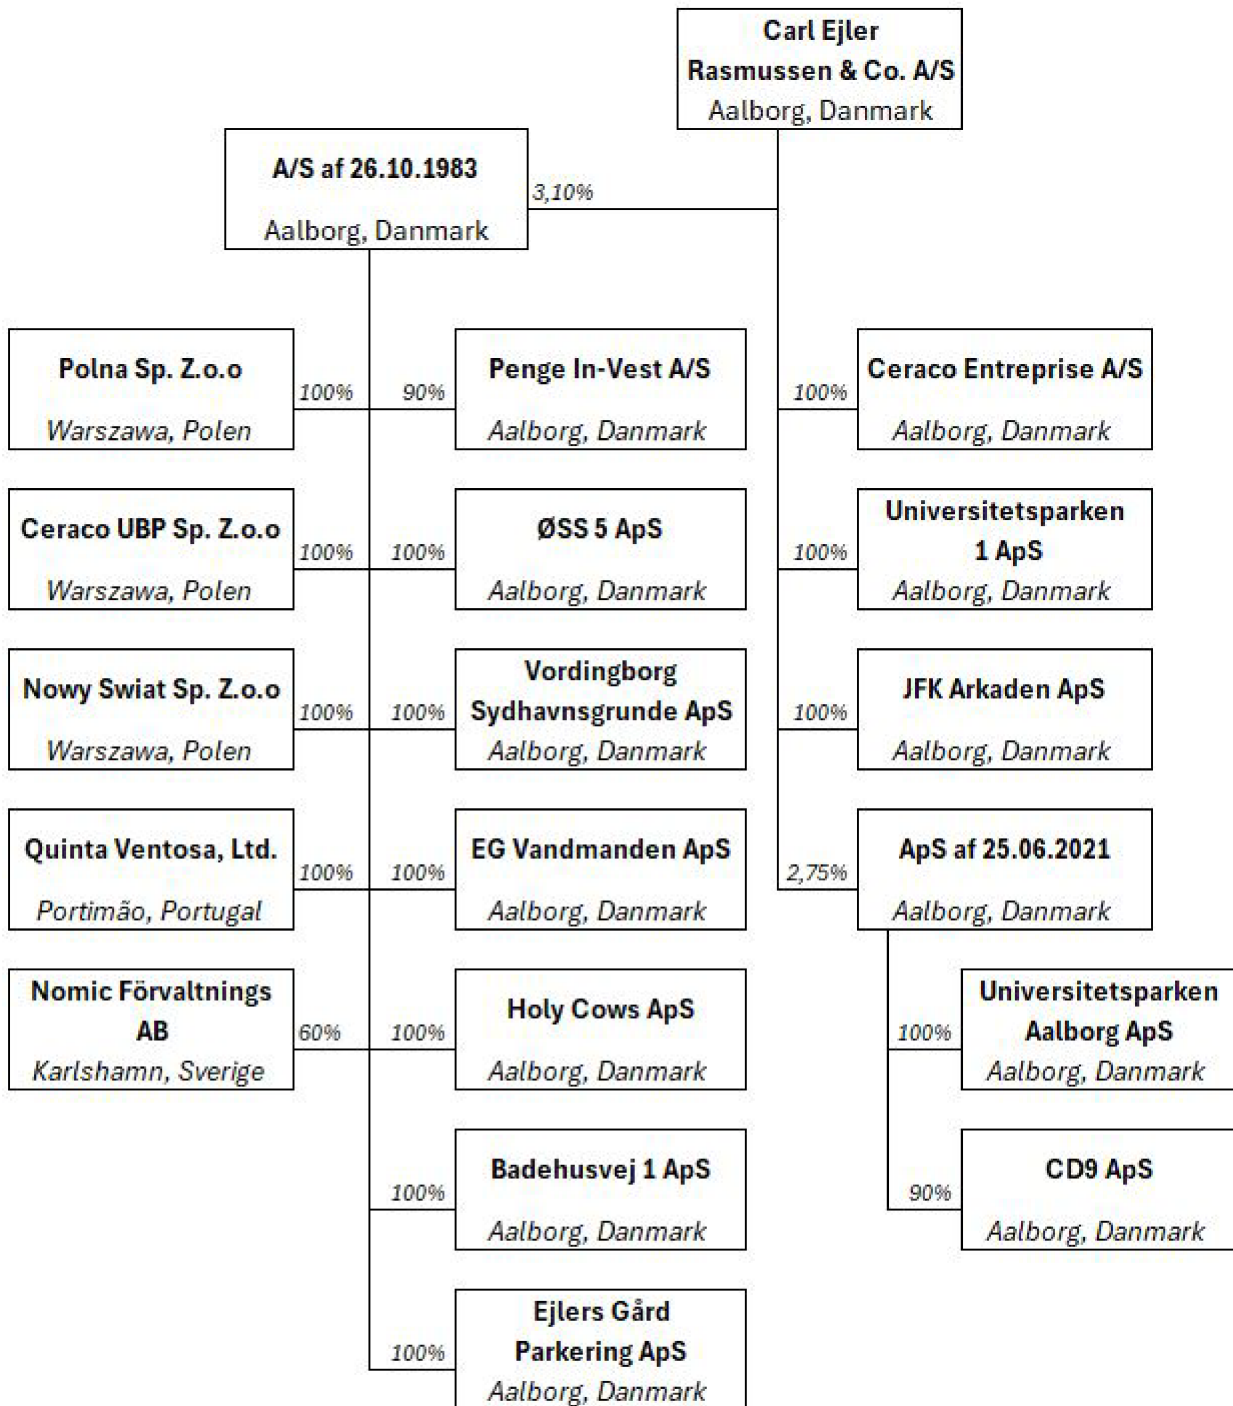 Carl Ejler
Rasmussen & Co. A/S
Aalborg, Danmark
A/S af 26.10.1983
Aalborg, Danmark
3,10%
Polna Sp. Z.o.o
Warszawa, Polen
100%
90%
Penge In-Vest A/S
Aalborg, Danmark
100%
Ceraco Entreprise A/S
Aalborg, Danmark
Ceraco UBP Sp. Z.o.o
Warszawa, Polen
100%
100%
ØSS 5 ApS
Aalborg, Danmark
100%
Universitetsparken
1 ApS
Aalborg, Danmark
Nowy Swiat Sp. Z.o.o
Warszawa, Polen
100%
100%
Vordingborg
Sydhavnsgrunde ApS
Aalborg, Danmark
100%
JFK Arkaden ApS
Aalborg, Danmark
Quinta Ventosa, Ltd.
Portimão, Portugal
100%
100%
EG Vandmanden ApS
Aalborg, Danmark
2,75%
ApS af 25.06.2021
Aalborg, Danmark
Nomic Förvaltnings
AB
Karlshamn, Sverige
60%
100%
Holy Cows ApS
Aalborg, Danmark
100%
Universitetsparken
Aalborg ApS
Aalborg, Danmark
100%
Badehusvej 1 ApS
Aalborg, Danmark
90%
CD9 ApS
Aalborg, Danmark
100%
Ejlers Gård
Parkering ApS
Aalborg, Danmark